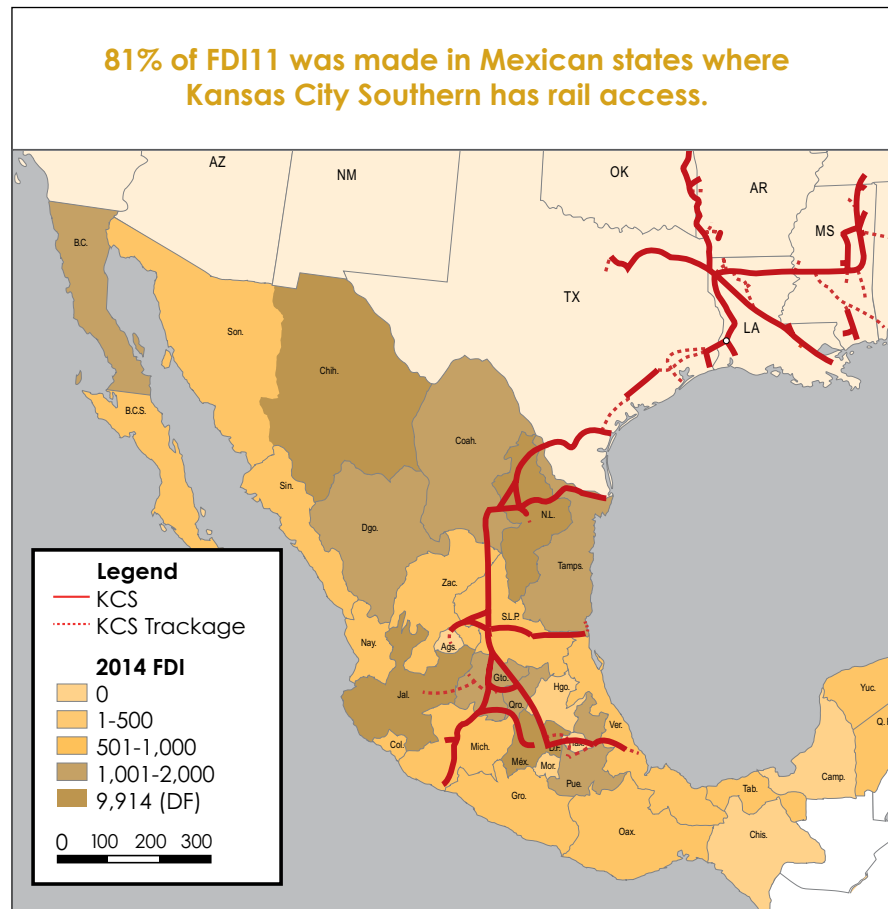 81% of FDI11 was made in Mexican states where
Kansas City Southern has rail access.
AZ
NM
OK
AR
MS
TX
LA
B.C.
Son.
Chih.
B.C.S.
Coah.
Sin.
Dgo.
N.L.
Tamps.
Zac.
S.L.P.
Nay.
Ags.
Jal.
Gto.
Qro.
Hgo.
Ver.
Yuc.
Col.
Mich.
Méx.
D.F.
Mor.
Pue.
Gro.
Oax.
Tab.
Camp.
Chis.
Legend
KCS
KCS Trackage
2014 FDI
0
1-500
501-1,000
1,001-2,000
9,914 (DF)
0 100 200 300